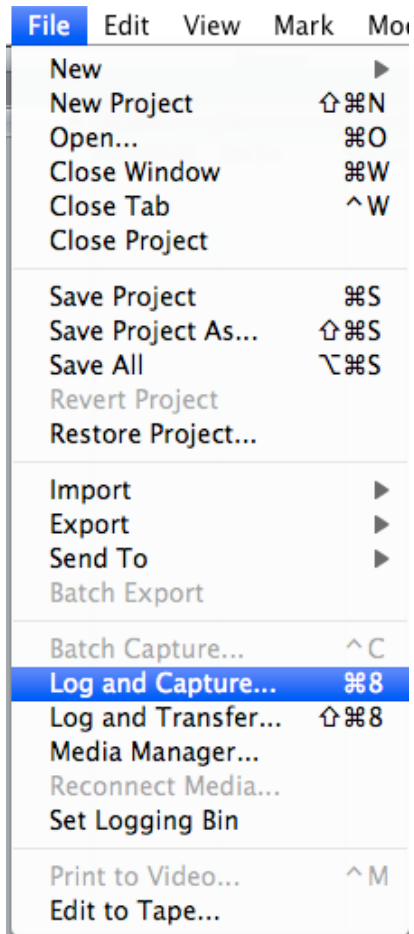 File Edit View Mark Mo
New ▶
New Project ⇧⌘N
Open... ⌘O
Close Window ⌘W
Close Tab ^W
Close Project
Save Project ⌘S
Save Project As... ⇧⌘S
Save All ⌥⌘S
Revert Project
Restore Project...
Import ▶
Export ▶
Send To ▶
Batch Export
Batch Capture... ^C
Log and Capture... ⌘8
Log and Transfer... ⇧⌘8
Media Manager...
Reconnect Media...
Set Logging Bin
Print to Video... ^M
Edit to Tape...